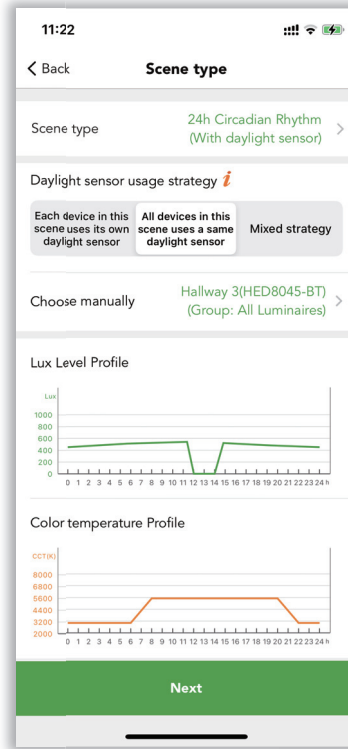 11:22
Back
Scene type
Scene type
24h Circadian Rhythm
(With daylight sensor)
Daylight sensor usage strategy i
Each device in this
scene uses its own
daylight sensor
All devices in this
scene uses a same
daylight sensor
Mixed strategy
Choose manually
Hallway 3(HED8045-BT)
(Group: All Luminaires)
Lux Level Profile
Lux
1000
800
600
400
200
0
0 1 2 3 4 5 6 7 8 9 10 11 12 13 14 15 16 17 18 19 20 21 22 23 24 h
Color temperature Profile
CCT(K)
8000
6800
5600
4400
3200
2000
0 1 2 3 4 5 6 7 8 9 10 11 12 13 14 15 16 17 18 19 20 21 22 23 24 h
Next